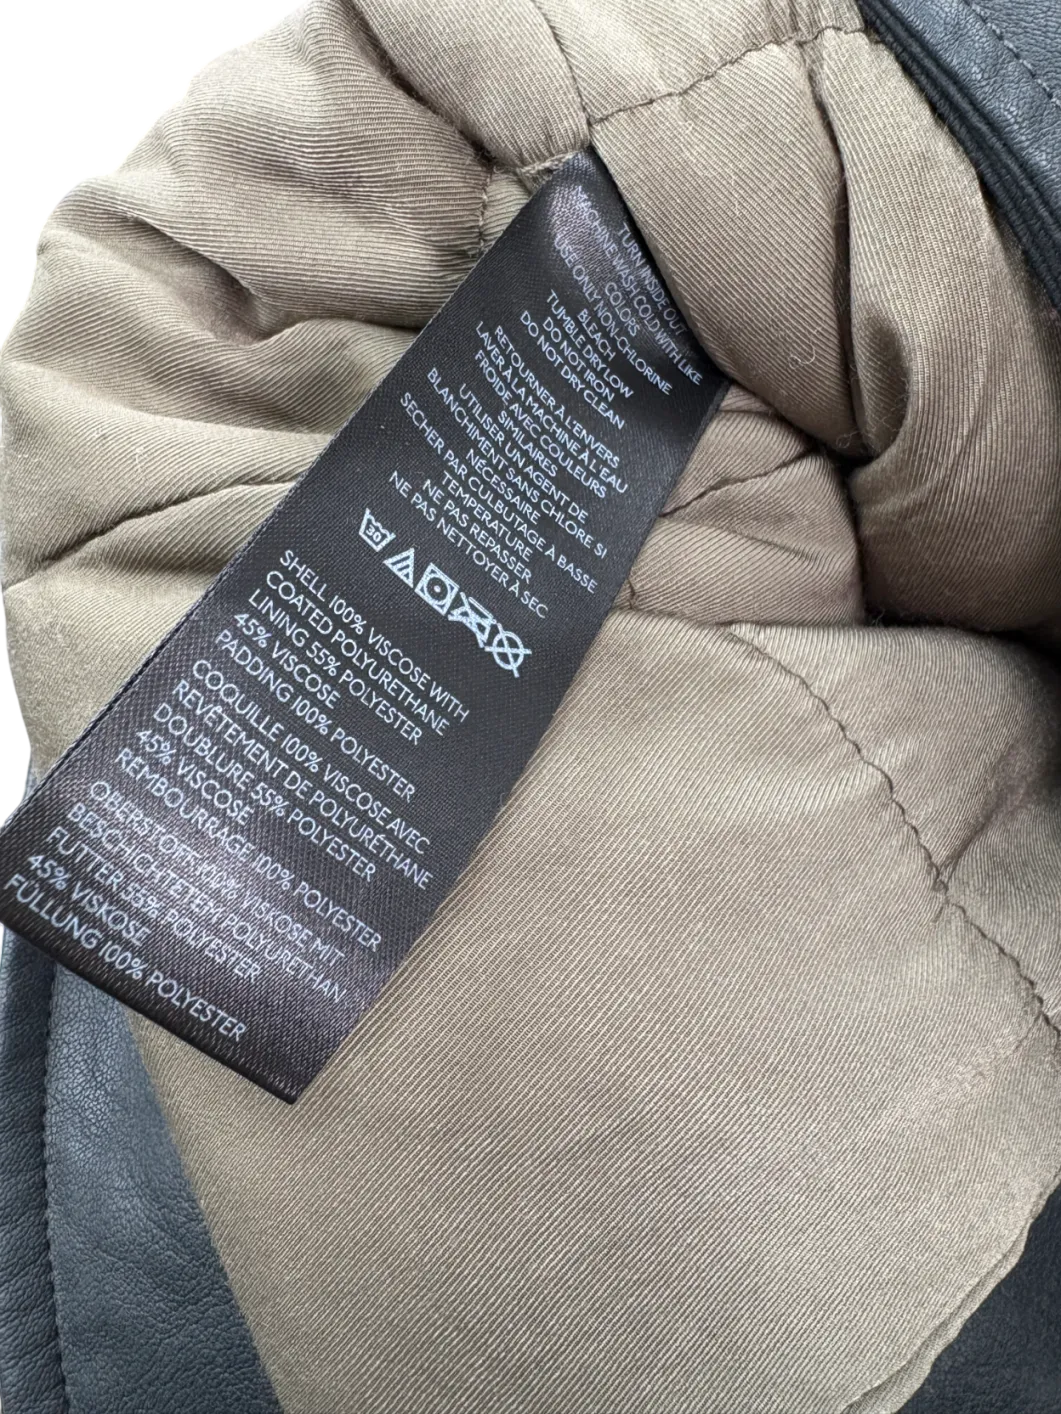 TURN INSIDE OUT
MACHINE WASH COLD WITH LIKE
COLORS
USE ONLY NON-CHLORINE
BLEACH
TUMBLE DRY LOW
DO NOT IRON
DO NOT DRY CLEAN
RETOURNER À L'ENVERS
LAVER À LA MACHINE À L'EAU
FROIDE AVEC COULEURS
SIMILAIRES
UTILISER UN AGENT DE
BLANCHIMENT SANS CHLORE SI
NÉCESSAIRE
SÉCHER PAR CULBUTAGE À BASSE
TEMPERATURE
NE PAS REPASSER
NE PAS NETTOYER À SEC
30
SHELL 100% VISCOSE WITH
COATED POLYURETHANE
LINING 55% POLYESTER
45% VISCOSE
PADDING 100% POLYESTER
COQUILLE 100% VISCOSE AVEC
REVÊTEMENT DE POLYURÉTHANE
DOUBLURE 55% POLYESTER
45% VISCOSE
REMBOURRAGE 100% POLYESTER
OBERSTOFF 100% VISKOSE MIT
BESCHICHTETEM POLYURETHAN
FUTTER 55% POLYESTER
45% VISKOSE
FÜLLUNG 100% POLYESTER